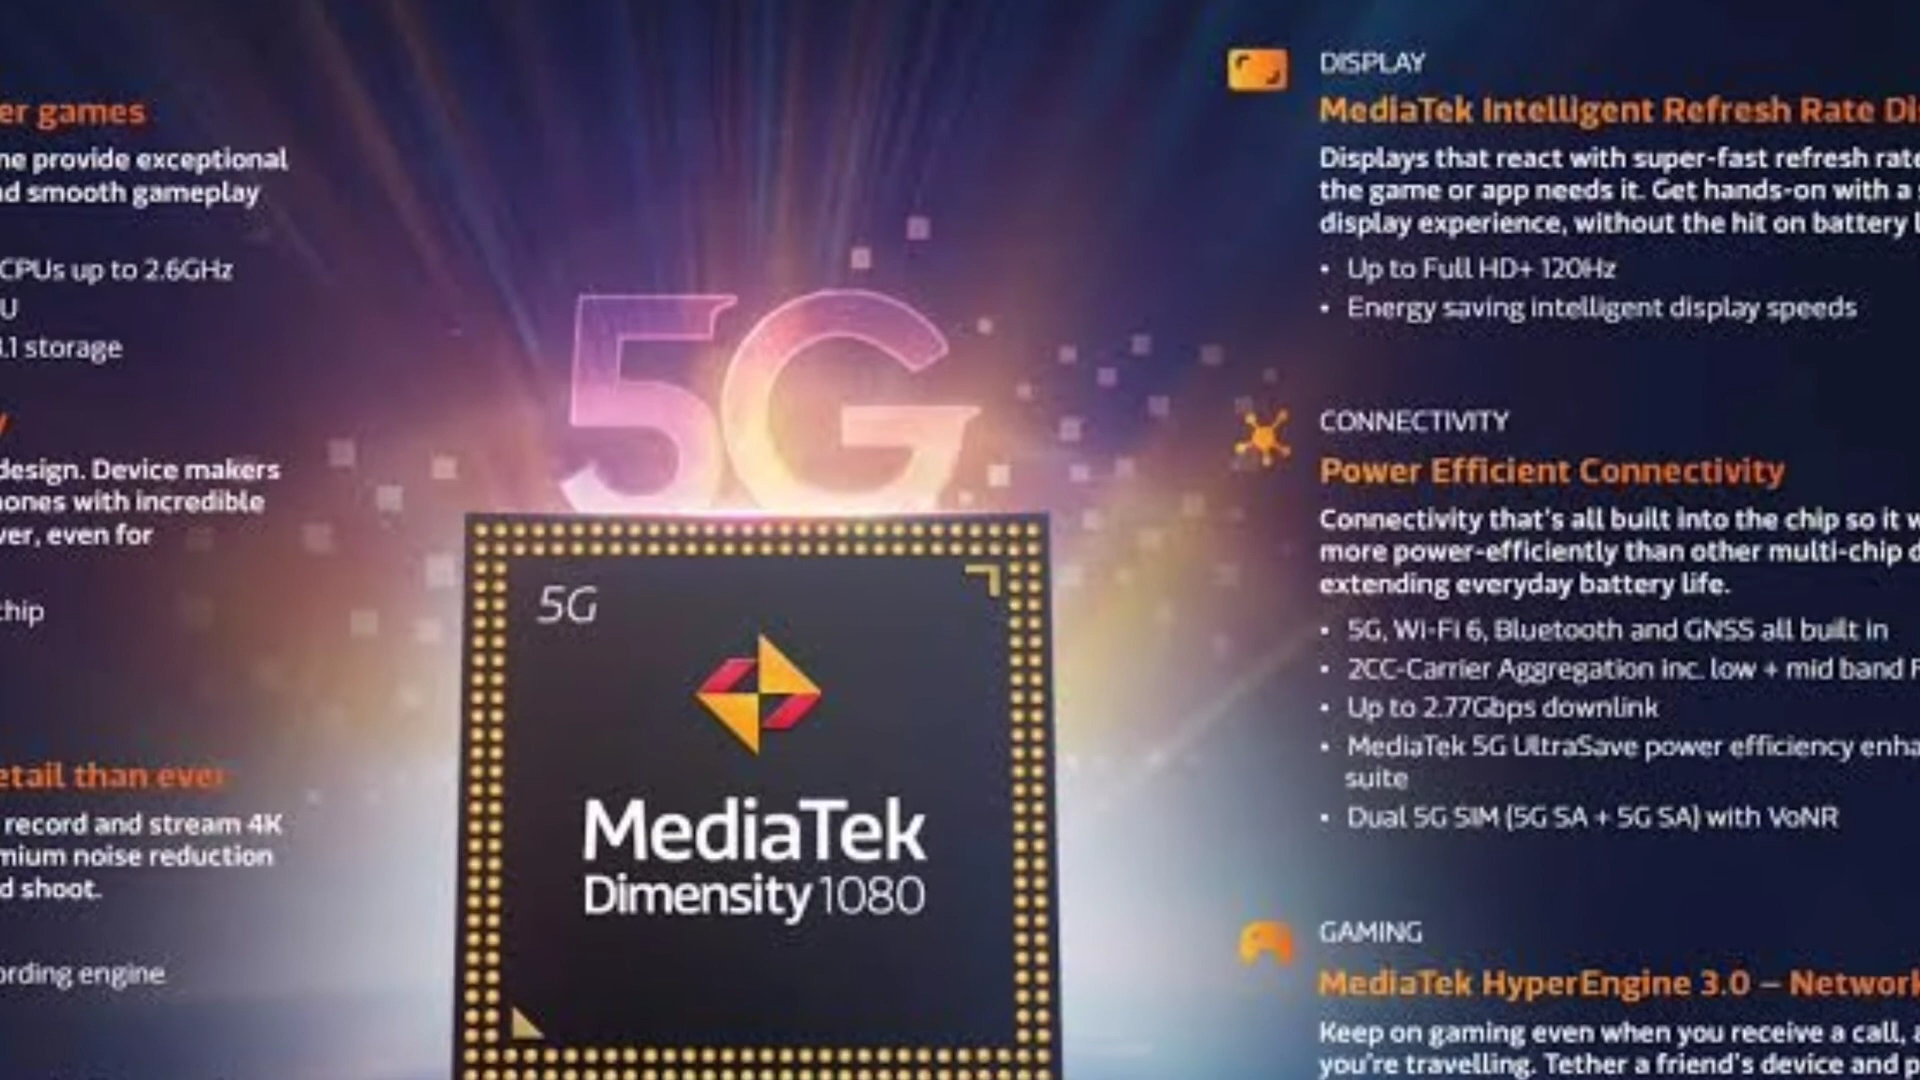 er games
ne provide exceptional
nd smooth gameplay
CPUs up to 2.6GHz
U
.1 storage
y
design. Device makers
ones with incredible
ver, even for
chip
etail than ever
record and stream 4K
mium noise reduction
d shoot.
ording engine
5G
5G
MediaTek
Dimensity 1080
DISPLAY
MediaTek Intelligent Refresh Rate Di
Displays that react with super-fast refresh rate
the game or app needs it. Get hands-on with a
display experience, without the hit on battery l
• Up to Full HD+ 120Hz
• Energy saving intelligent display speeds
CONNECTIVITY
Power Efficient Connectivity
Connectivity that's all built into the chip so it w
more power-efficiently than other multi-chip d
extending everyday battery life.
• 5G, Wi-Fi 6, Bluetooth and GNSS all built in
• 2CC-Carrier Aggregation inc. low + mid band F
• Up to 2.77Gbps downlink
• MediaTek 5G UltraSave power efficiency enha
suite
• Dual 5G SIM (5G SA + 5G SA) with VoNR
GAMING
MediaTek HyperEngine 3.0 – Network
Keep on gaming even when you receive a call, a
you're travelling. Tether a friend's device and p